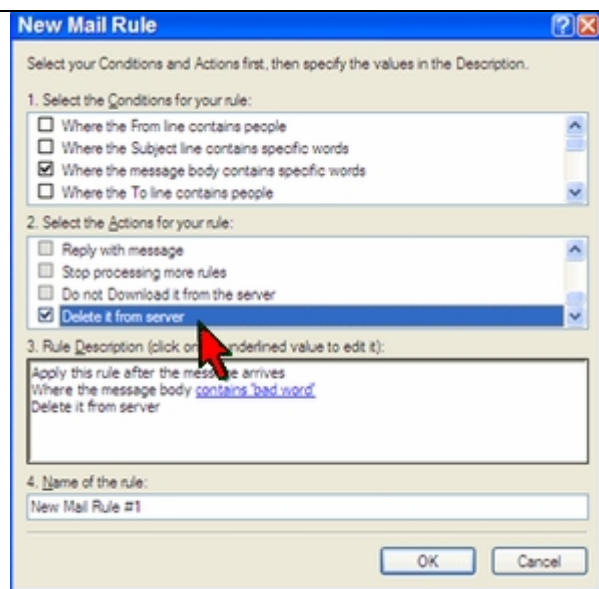 New Mail Rule
Select your Conditions and Actions first, then specify the values in the Description.
1. Select the Conditions for your rule:
Where the From line contains people
Where the Subject line contains specific words
Where the message body contains specific words
Where the To line contains people
2. Select the Actions for your rule:
Reply with message
Stop processing more rules
Do not Download it from the server
Delete it from server
3. Rule Description (click on underlined value to edit it):
Apply this rule after the message arrives
Where the message body contains 'bad word'
Delete it from server
4. Name of the rule:
New Mail Rule #1
OK Cancel